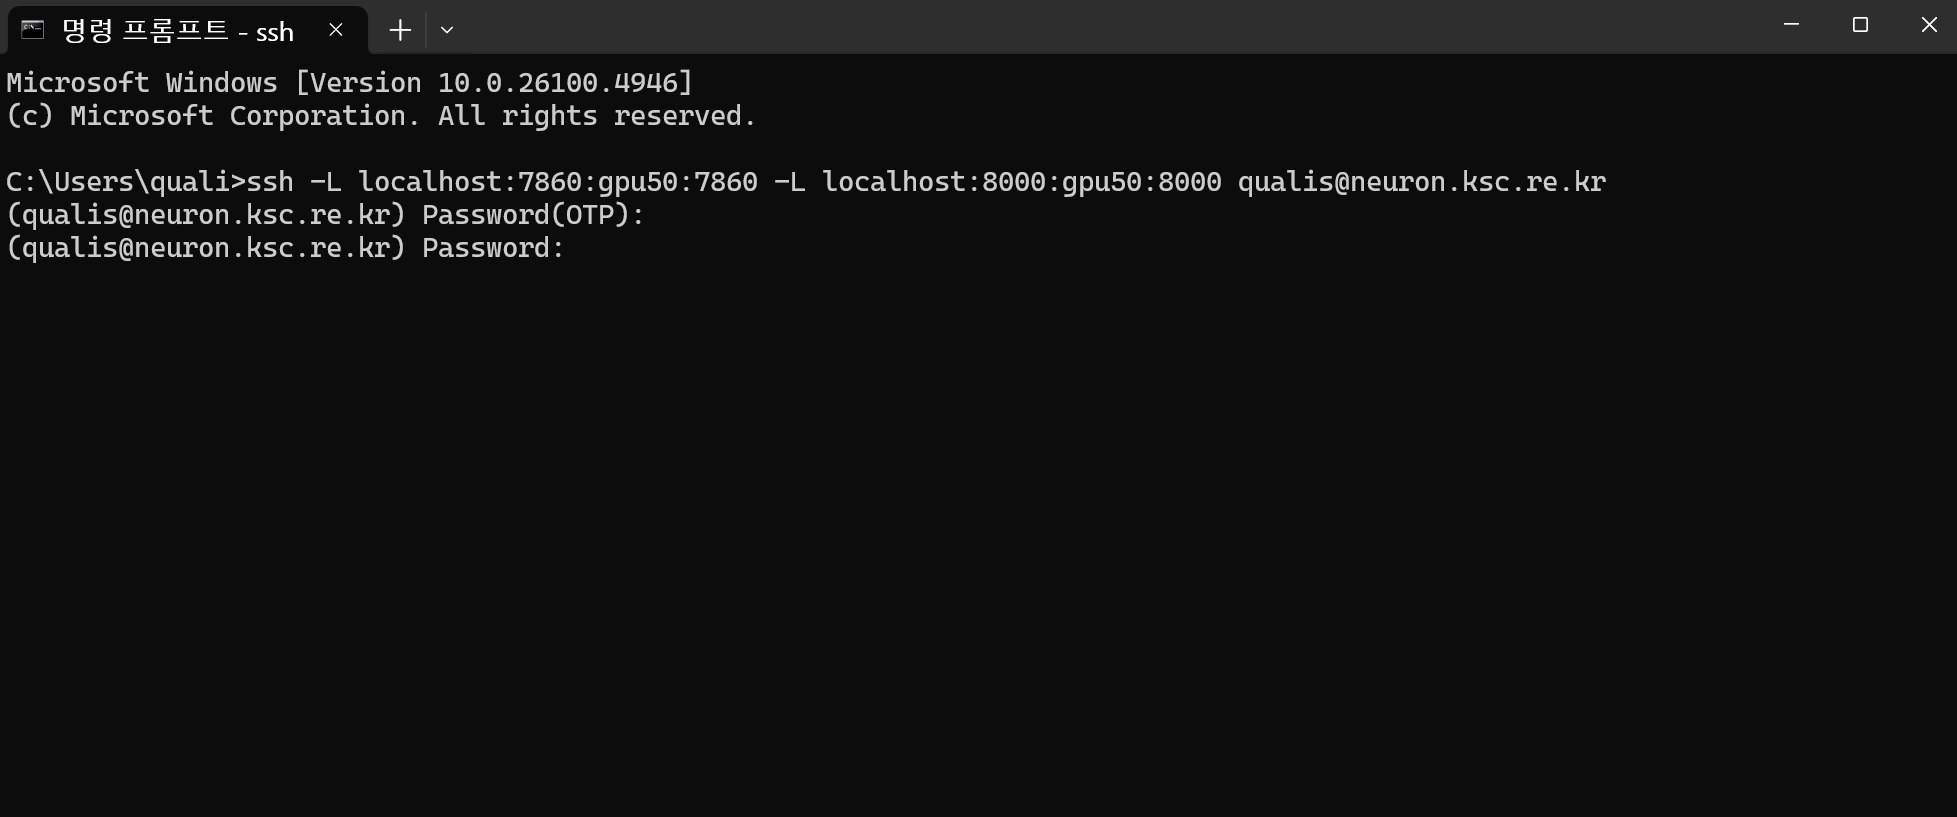 명령 프롬프트 - ssh
Microsoft Windows [Version 10.0.26100.4946]
(c) Microsoft Corporation. All rights reserved.
C:\Users\quali>ssh -L localhost:7860:gpu50:7860 -L localhost:8000:gpu50:8000 qualis@neuron.ksc.re.kr
(qualis@neuron.ksc.re.kr) Password(OTP):
(qualis@neuron.ksc.re.kr) Password: